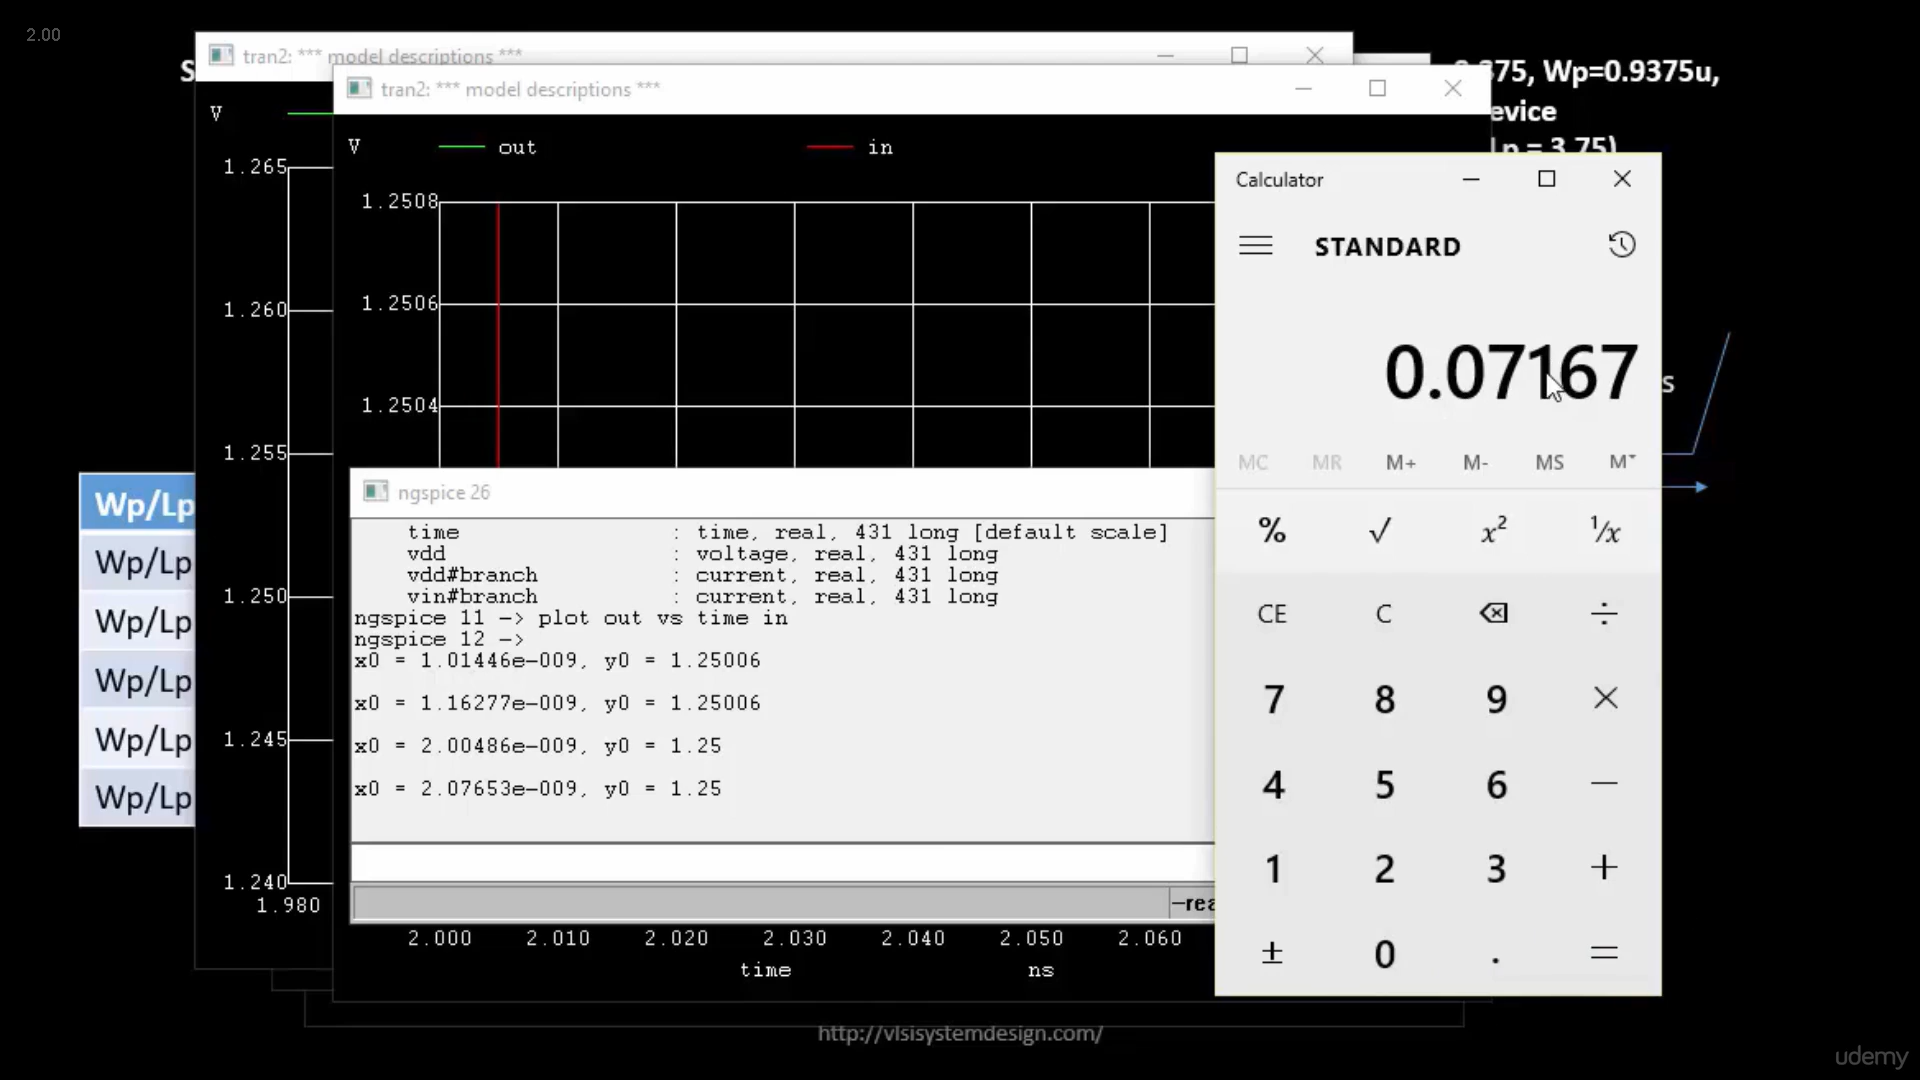 2.00
tran2: *** model descriptions ***
tran2: *** model descriptions ***
S
375, Wp=0.9375u,
evice
Lp = 3.75)
V
V
out
in
1.265
1.260
1.255
1.250
1.245
1.240
1.980
1.2508
1.2506
1.2504
Calculator
STANDARD
0.07167
s
MC MR M+ M- MS M˅
% √ x² ¹/x
CE C ÷
7 8 9 ×
4 5 6 −
1 2 3 +
± 0 . =
Wp/Lp
Wp/Lp
Wp/Lp
Wp/Lp
Wp/Lp
Wp/Lp
ngspice 26
time : time, real, 431 long [default scale]
vdd : voltage, real, 431 long
vdd#branch : current, real, 431 long
vin#branch : current, real, 431 long
ngspice 11 -> plot out vs time in
ngspice 12 ->
x0 = 1.01446e-009, y0 = 1.25006
x0 = 1.16277e-009, y0 = 1.25006
x0 = 2.00486e-009, y0 = 1.25
x0 = 2.07653e-009, y0 = 1.25
2.000 2.010 2.020 2.030 2.040 2.050 2.060
time ns
http://vlsisystemdesign.com/
udemy